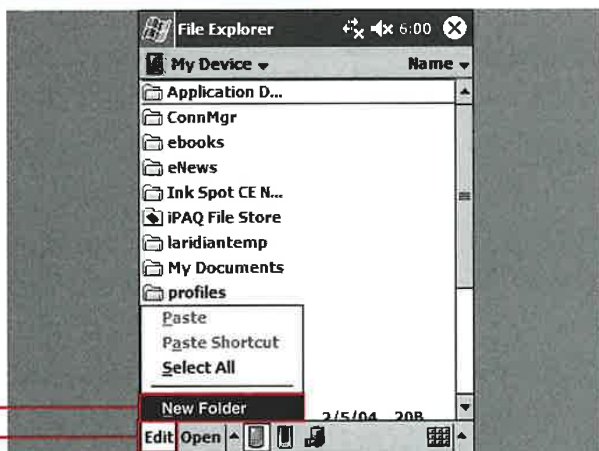 File Explorer 6:00
My Device Name
Application D...
ConnMgr
ebooks
eNews
Ink Spot CE N...
iPAQ File Store
laridiantemp
My Documents
profiles
Paste
Paste Shortcut
Select All
New Folder
2/5/04 20B
Edit Open